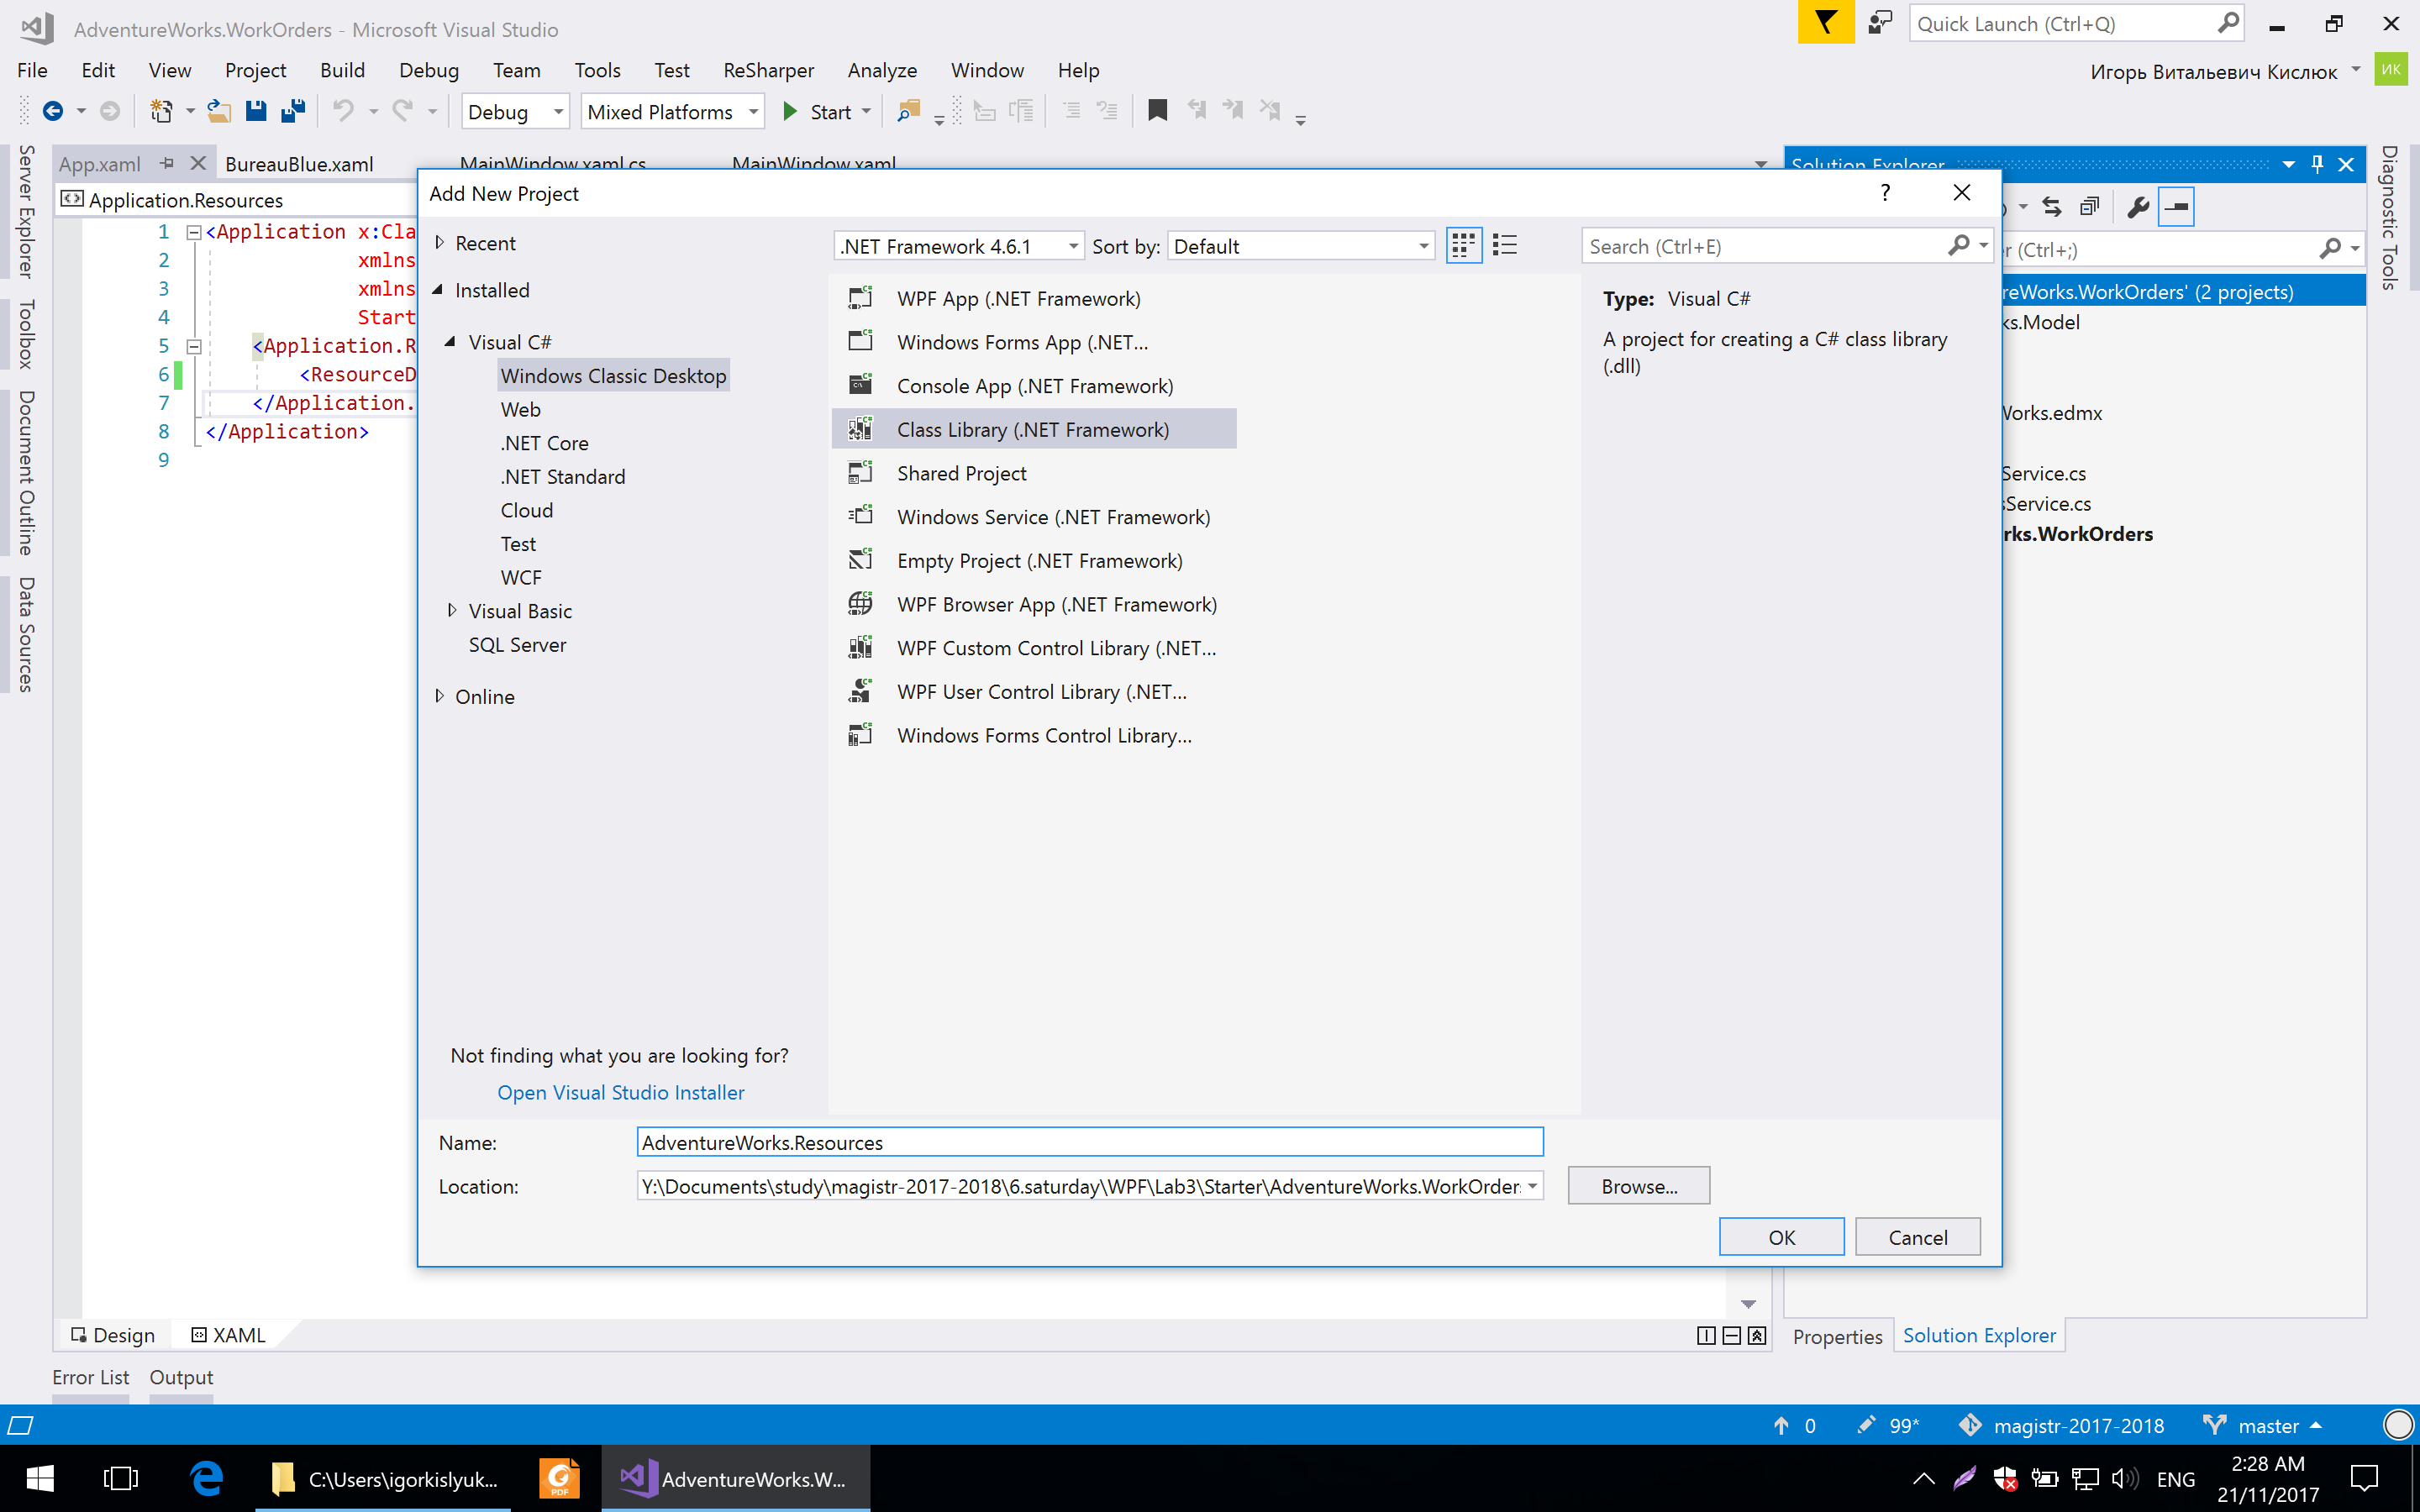 AdventureWorks.WorkOrders - Microsoft Visual Studio
Quick Launch (Ctrl+Q)
File Edit View Project Build Debug Team Tools Test ReSharper Analyze Window Help
Игорь Витальевич Кислюк
ИК
Debug Mixed Platforms Start
App.xaml BureauBlue.xaml MainWindow.xaml.cs MainWindow.xaml
Application.Resources
1 <Application x:Cla
2 xmlns
3 xmlns
4 Start
5 <Application.R
6 <ResourceD
7 </Application.
8 </Application>
9
Server Explorer
Toolbox
Document Outline
Data Sources
Add New Project
?
Recent
Installed
Visual C#
Windows Classic Desktop
Web
.NET Core
.NET Standard
Cloud
Test
WCF
Visual Basic
SQL Server
Online
Not finding what you are looking for?
Open Visual Studio Installer
.NET Framework 4.6.1 Sort by: Default
Search (Ctrl+E)
WPF App (.NET Framework)
Windows Forms App (.NET...
Console App (.NET Framework)
Class Library (.NET Framework)
Shared Project
Windows Service (.NET Framework)
Empty Project (.NET Framework)
WPF Browser App (.NET Framework)
WPF Custom Control Library (.NET...
WPF User Control Library (.NET...
Windows Forms Control Library...
Type: Visual C#
A project for creating a C# class library
(.dll)
Name: AdventureWorks.Resources
Location: Y:\Documents\study\magistr-2017-2018\6.saturday\WPF\Lab3\Starter\AdventureWorks.WorkOrder
Browse...
OK Cancel
Solution Explorer
r (Ctrl+;)
reWorks.WorkOrders' (2 projects)
ks.Model
Works.edmx
Service.cs
sService.cs
rks.WorkOrders
Diagnostic Tools
Design XAML
Properties Solution Explorer
Error List Output
0 99* magistr-2017-2018 master
C:\Users\igorkislyuk...
PDF
AdventureWorks.W...
ENG
2:28 AM
21/11/2017